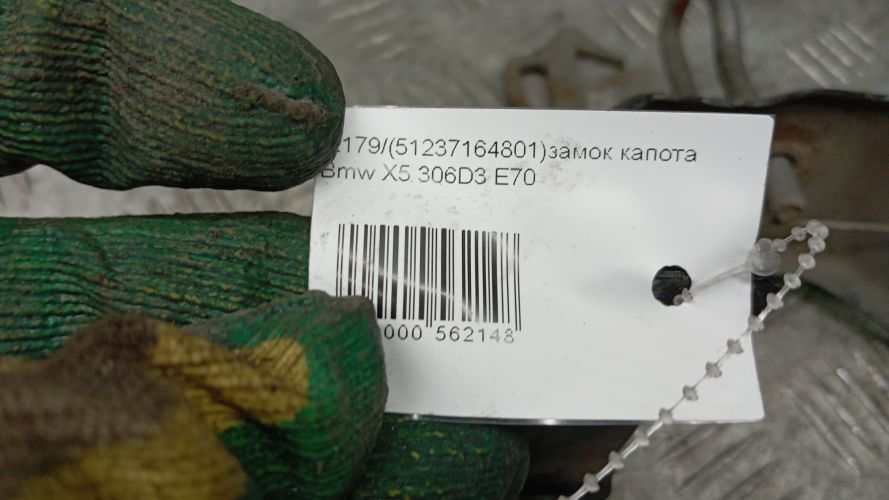 179/(51237164801)замок капота
Bmw X5 306D3 E70
000 562148